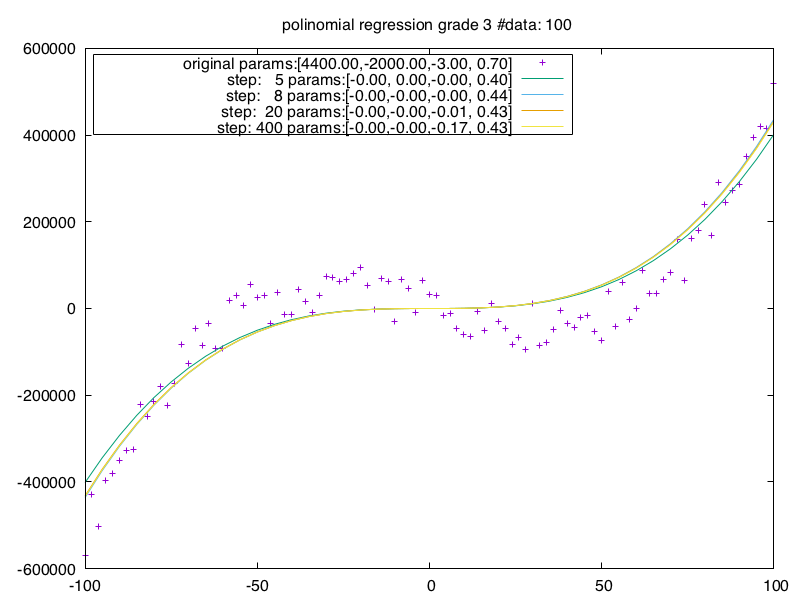 polinomial regression grade 3 #data: 100
600000
400000
200000
0
-200000
-400000
-600000
original params:[4400.00,-2000.00,-3.00, 0.70]
step:   5 params:[-0.00, 0.00,-0.00, 0.40]
step:   8 params:[-0.00,-0.00,-0.00, 0.44]
step:  20 params:[-0.00,-0.00,-0.01, 0.43]
step: 400 params:[-0.00,-0.00,-0.17, 0.43]
-100 -50 0 50 100